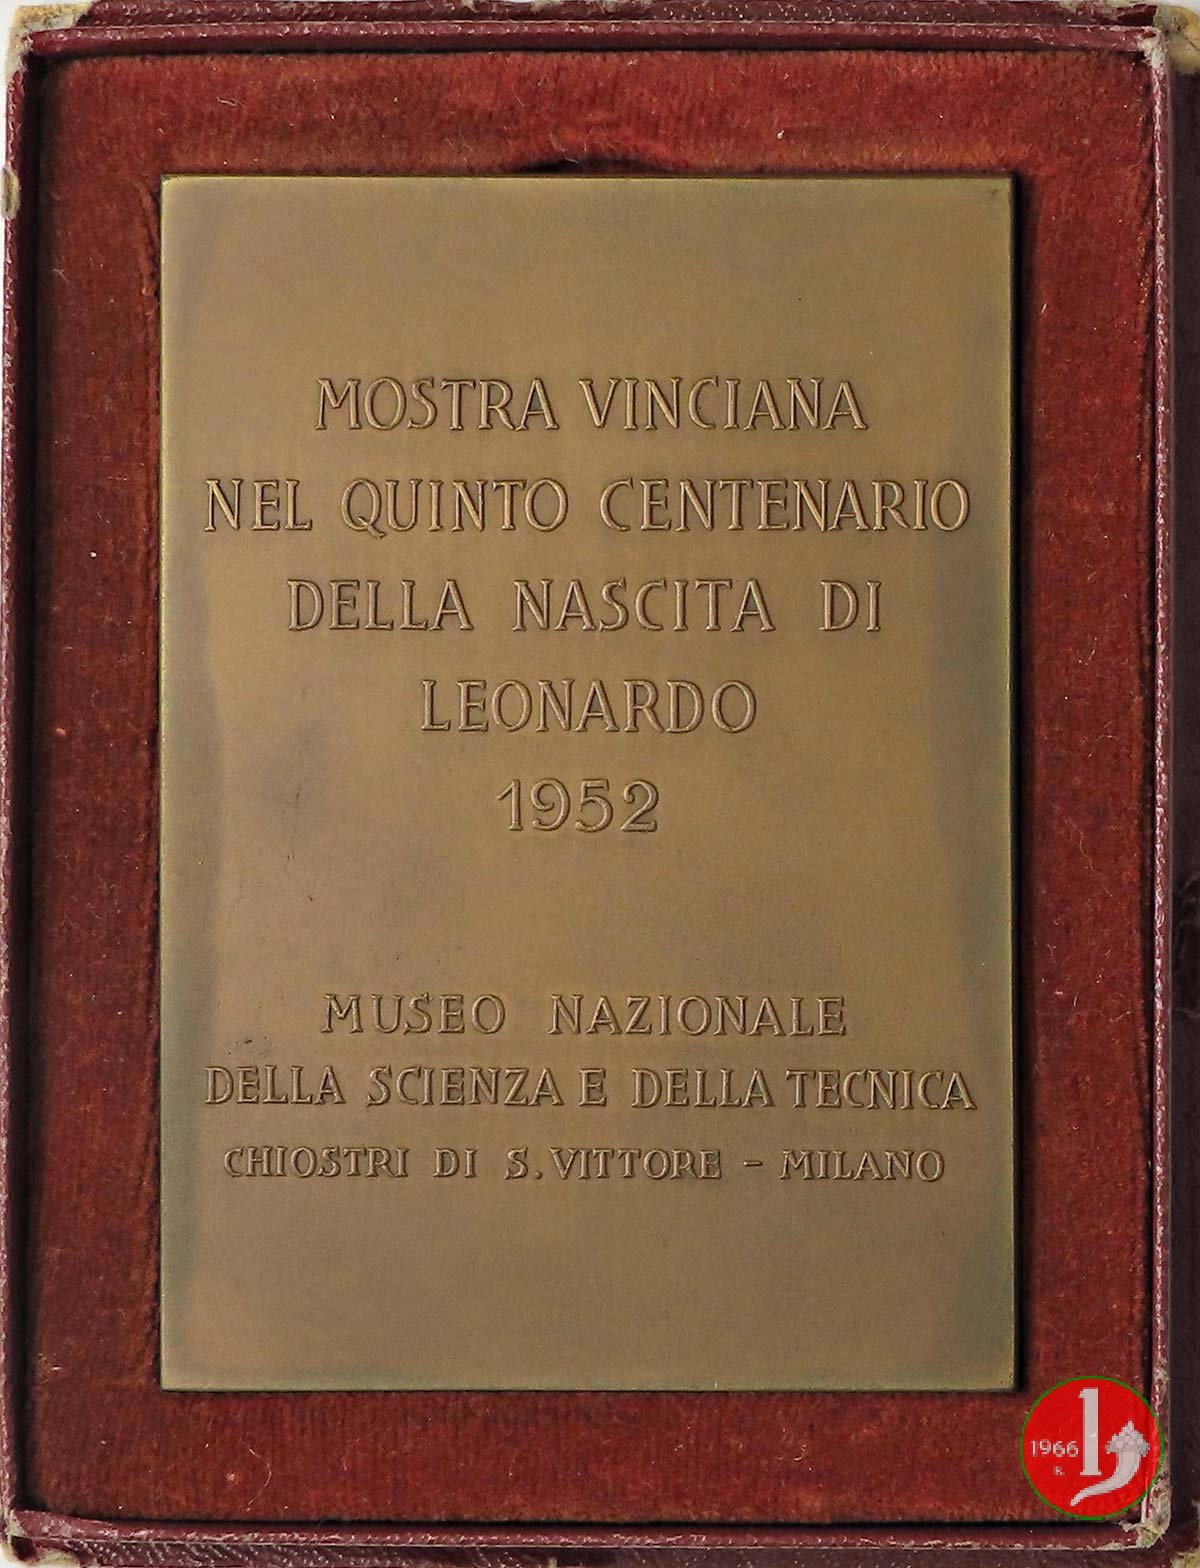 MOSTRA VINCIANA
NEL QUINTO CENTENARIO
DELLA NASCITA DI
LEONARDO
1952
MUSEO NAZIONALE
DELLA SCIENZA E DELLA TECNICA
CHIOSTRI DI S. VITTORE - MILANO
1966
R.